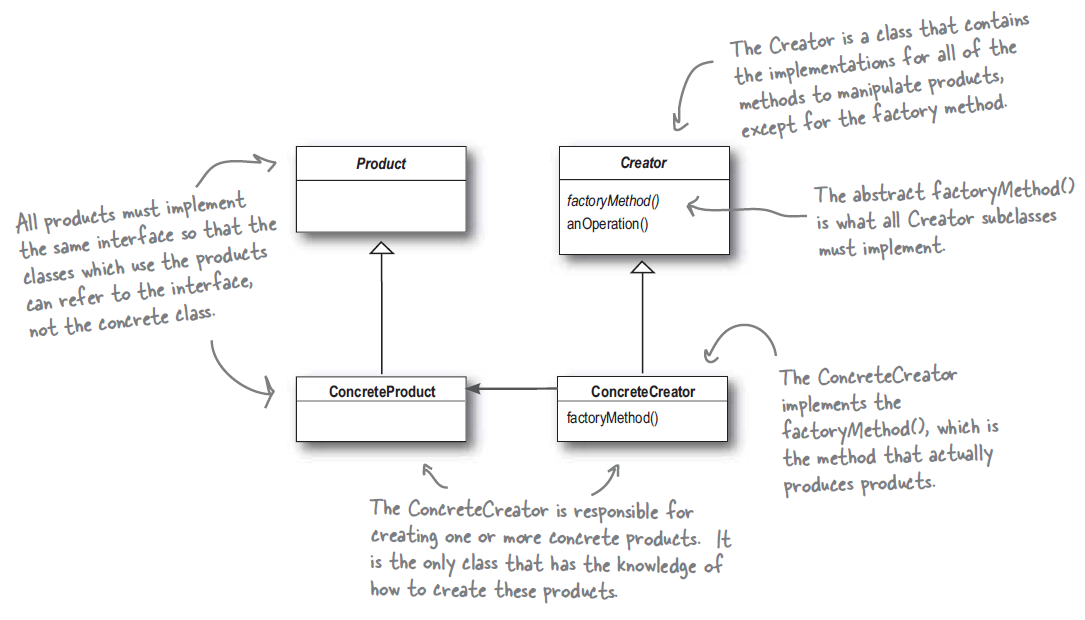 The Creator is a class that contains
the implementations for all of the
methods to manipulate products,
except for the factory method.
Product
Creator
factoryMethod()
anOperation()
The abstract factoryMethod()
is what all Creator subclasses
must implement.
All products must implement
the same interface so that the
classes which use the products
can refer to the interface,
not the concrete class.
ConcreteProduct
ConcreteCreator
factoryMethod()
The ConcreteCreator
implements the
factoryMethod(), which is
the method that actually
produces products.
The ConcreteCreator is responsible for
creating one or more concrete products. It
is the only class that has the knowledge of
how to create these products.